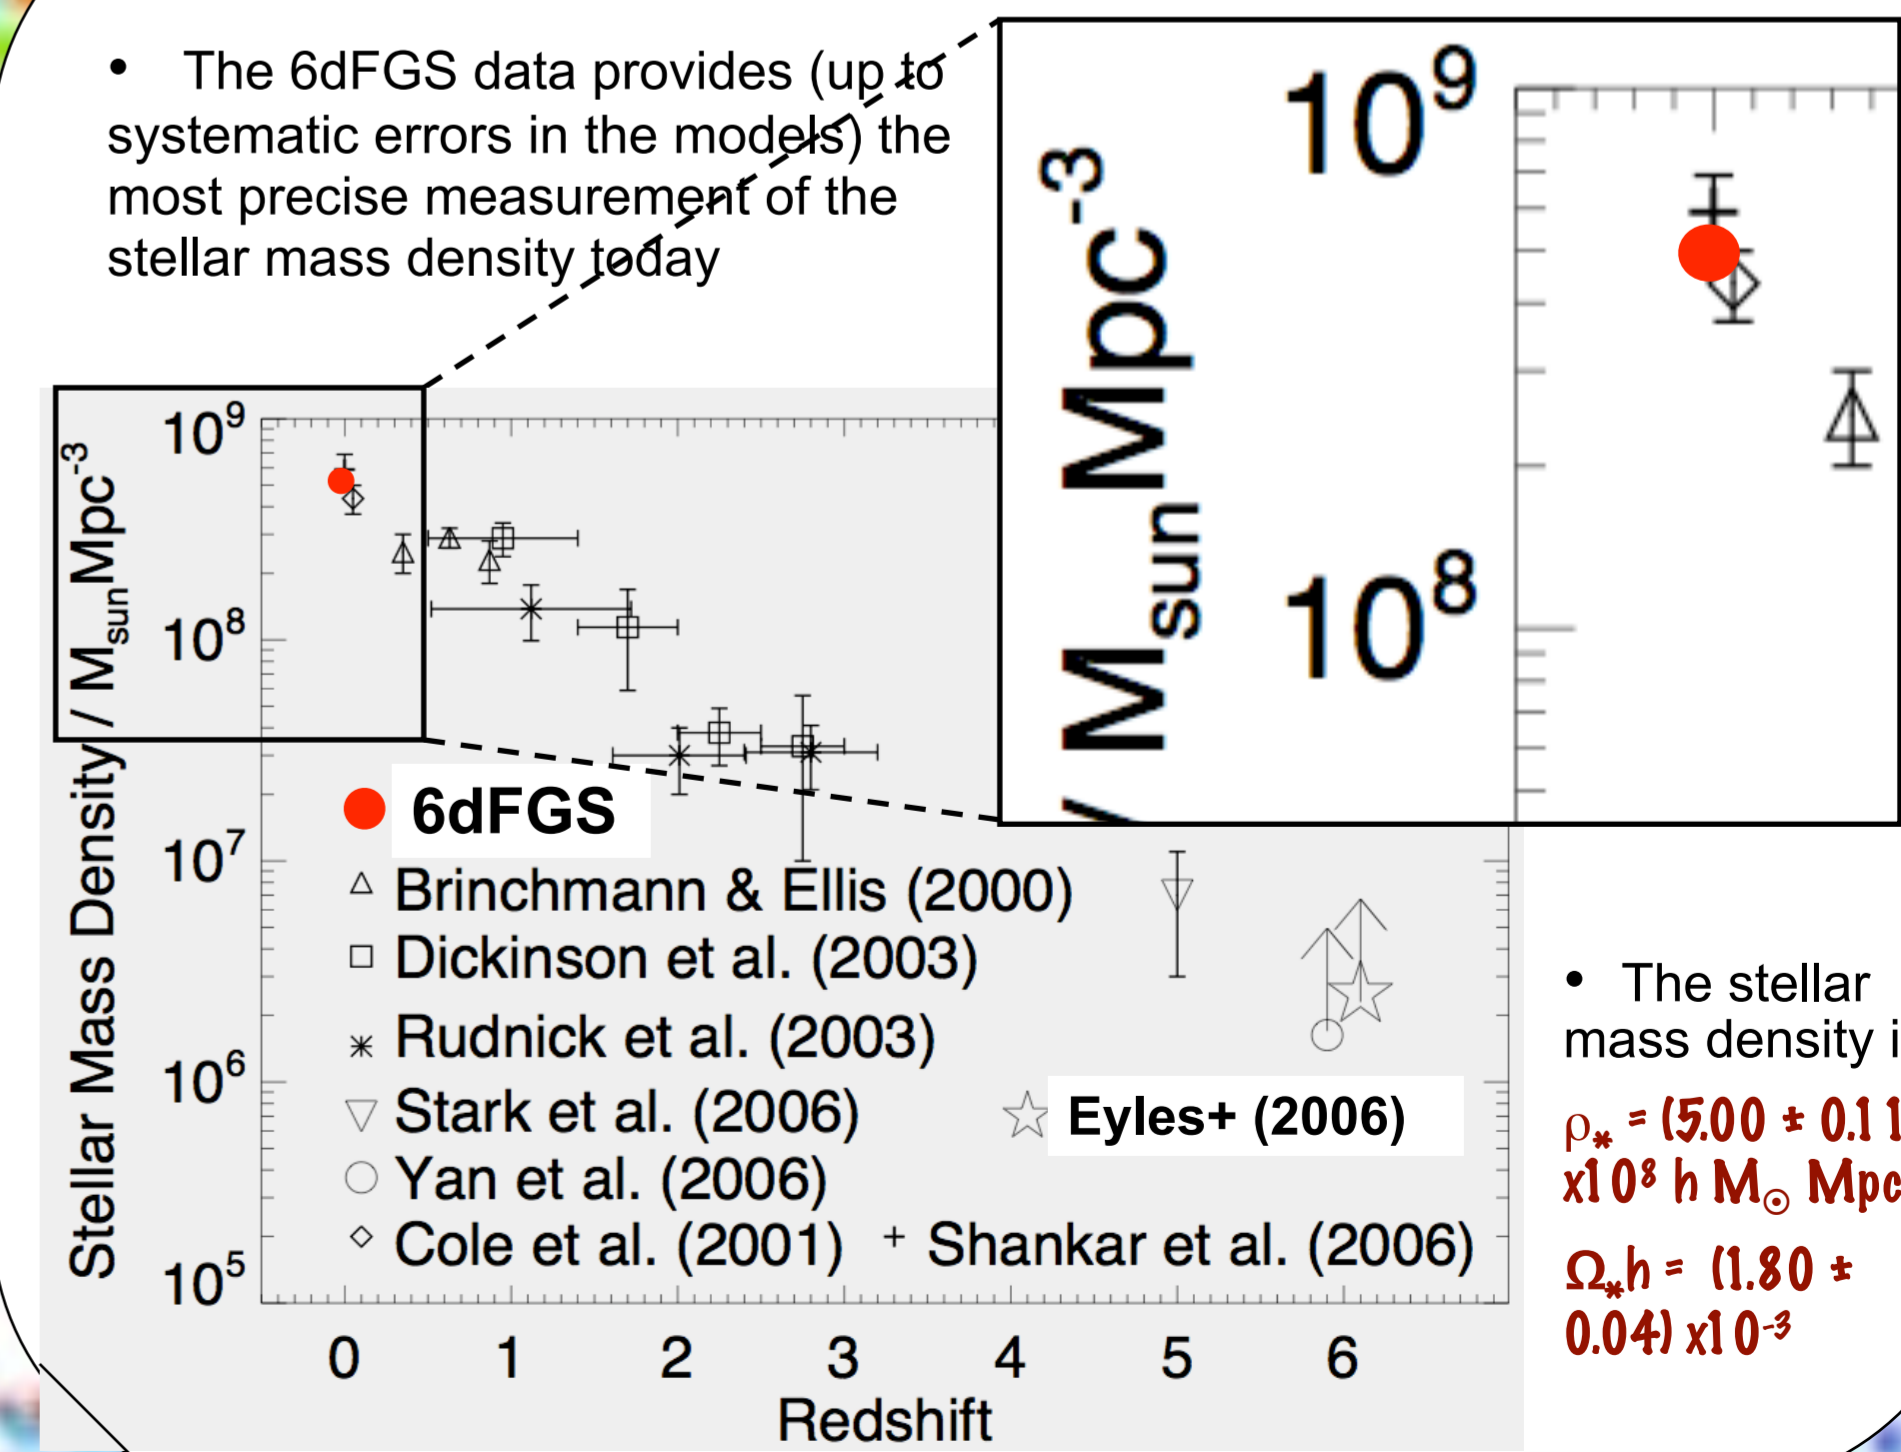 • The 6dFGS data provides (up to
systematic errors in the models) the
most precise measurement of the
stellar mass density today
10⁹
10⁸
/ M_sun Mpc⁻³
10⁹
10⁸
10⁷
10⁶
10⁵
Stellar Mass Density / M_sun Mpc⁻³
6dFGS
Brinchmann & Ellis (2000)
Dickinson et al. (2003)
Rudnick et al. (2003)
Stark et al. (2006)
Eyles+ (2006)
Yan et al. (2006)
Cole et al. (2001) + Shankar et al. (2006)
0 1 2 3 4 5 6
Redshift
• The stellar
mass density i
ρ* = (5.00 ± 0.11
x10⁸ h M☉ Mpc
Ω*h = (1.80 ±
0.04) x10⁻³